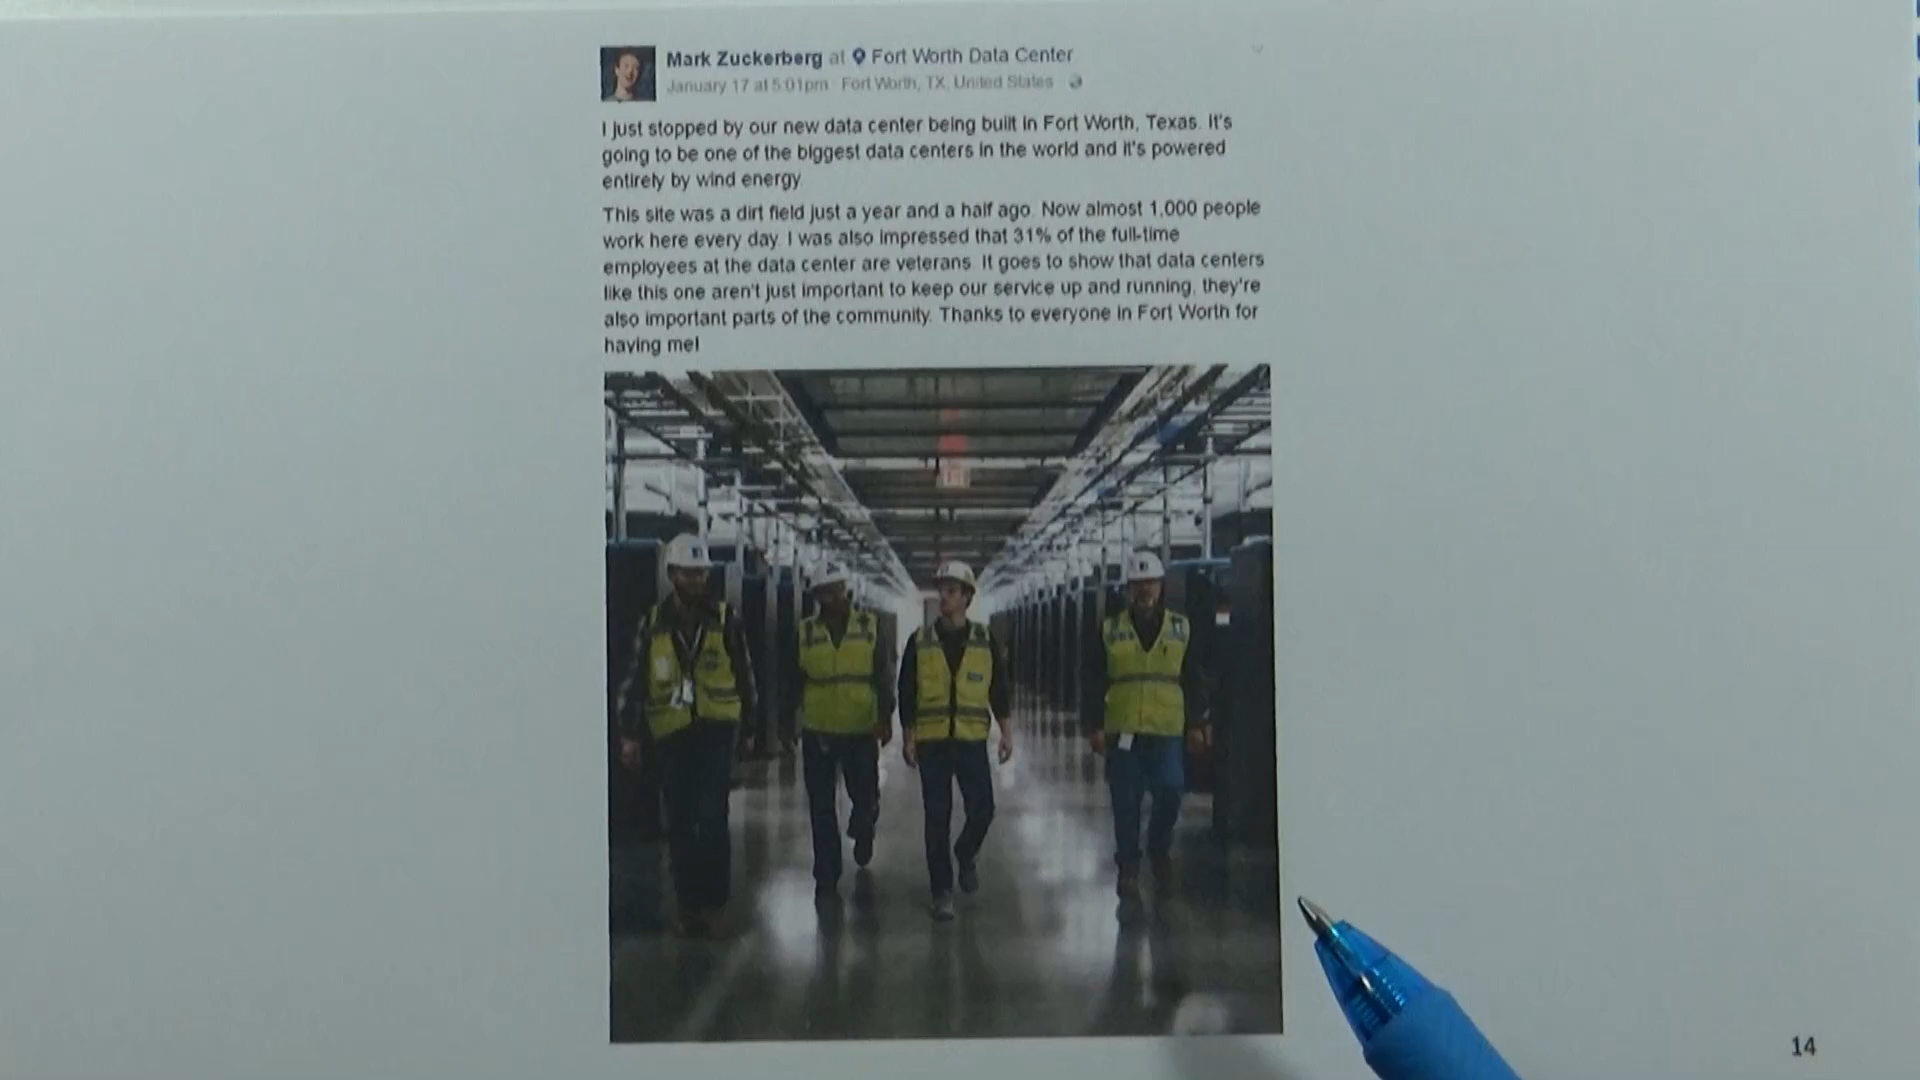 Mark Zuckerberg at Fort Worth Data Center
January 17 at 5:01pm · Fort Worth, TX, United States
I just stopped by our new data center being built in Fort Worth, Texas. It's
going to be one of the biggest data centers in the world and it's powered
entirely by wind energy
This site was a dirt field just a year and a half ago. Now almost 1,000 people
work here every day. I was also impressed that 31% of the full-time
employees at the data center are veterans. It goes to show that data centers
like this one aren't just important to keep our service up and running, they're
also important parts of the community. Thanks to everyone in Fort Worth for
having me!
14